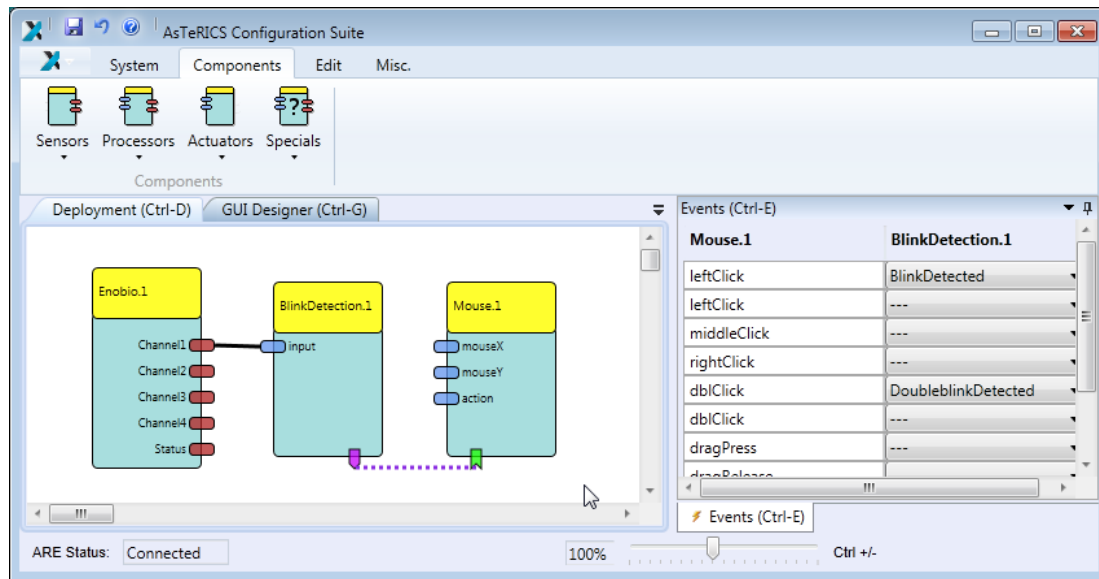 AsTeRICS Configuration Suite
System Components Edit Misc.
Sensors Processors Actuators Specials
Components
Deployment (Ctrl-D) GUI Designer (Ctrl-G)
Enobio.1
Channel1
Channel2
Channel3
Channel4
Status
BlinkDetection.1
input
Mouse.1
mouseX
mouseY
action
Events (Ctrl-E)
Mouse.1 BlinkDetection.1
leftClick BlinkDetected
leftClick ---
middleClick ---
rightClick ---
dblClick DoubleblinkDetected
dblClick ---
dragPress ---
dragRelease
Events (Ctrl-E)
ARE Status: Connected 100% Ctrl +/-